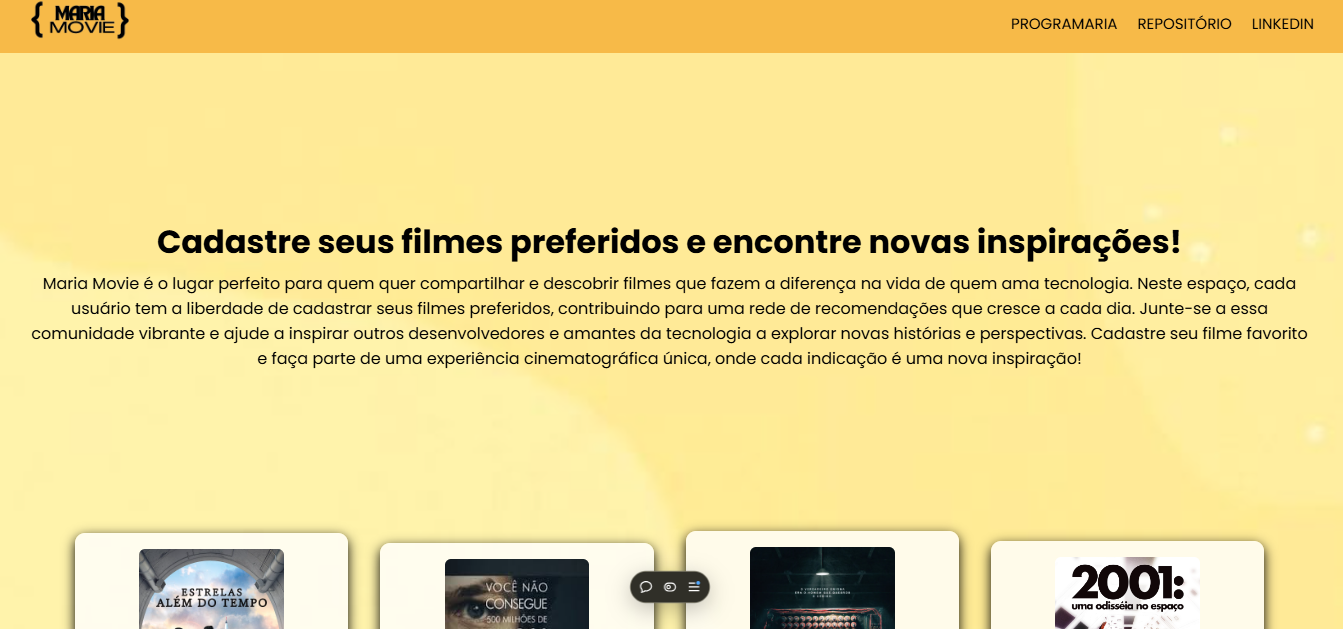 { MARIA MOVIE }
PROGRAMARIA REPOSITÓRIO LINKEDIN
Cadastre seus filmes preferidos e encontre novas inspirações!
Maria Movie é o lugar perfeito para quem quer compartilhar e descobrir filmes que fazem a diferença na vida de quem ama tecnologia. Neste espaço, cada
usuário tem a liberdade de cadastrar seus filmes preferidos, contribuindo para uma rede de recomendações que cresce a cada dia. Junte-se a essa
comunidade vibrante e ajude a inspirar outros desenvolvedores e amantes da tecnologia a explorar novas histórias e perspectivas. Cadastre seu filme favorito
e faça parte de uma experiência cinematográfica única, onde cada indicação é uma nova inspiração!
ESTRELAS
ALÉM DO TEMPO
VOCÊ NÃO
CONSEGUE
500 MILHÕES DE
2001:
uma odisséia no espaço